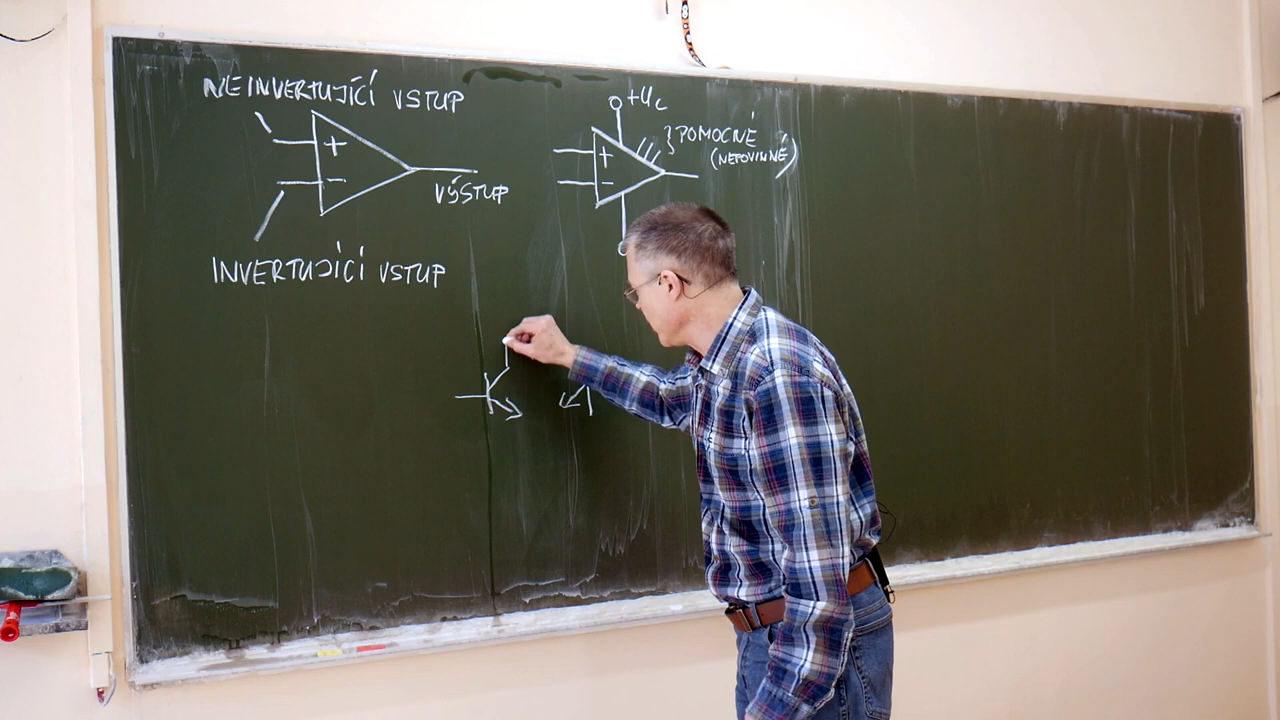 NEINVERTUJÍCÍ VSTUP
+
-
VÝSTUP
INVERTUJÍCÍ VSTUP
+Uc
+
-
}POMOCNÉ
(NEPOVINNÉ)